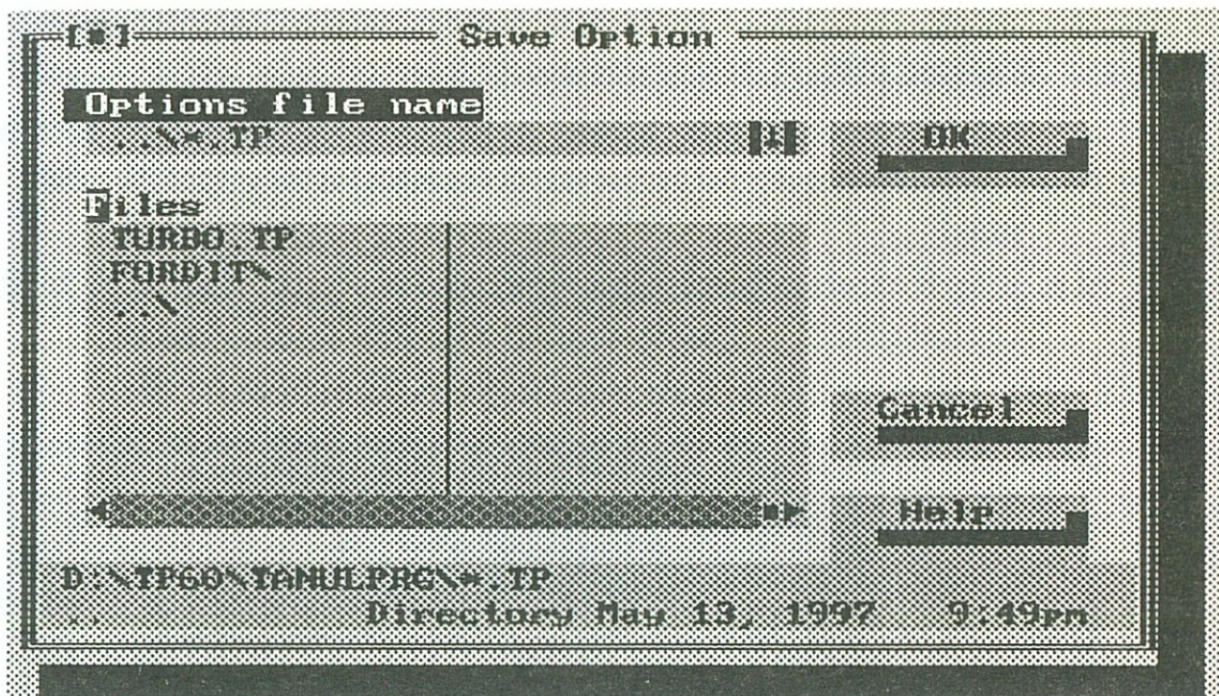 [■] Save Option
Options file name
..\*.TP [↓]
OK
Files
TURBO.TP
FORDIT\
..\
Cancel
Help
D:\TP60\TANULPRG\*.TP
.. Directory May 13, 1997 9:49pm